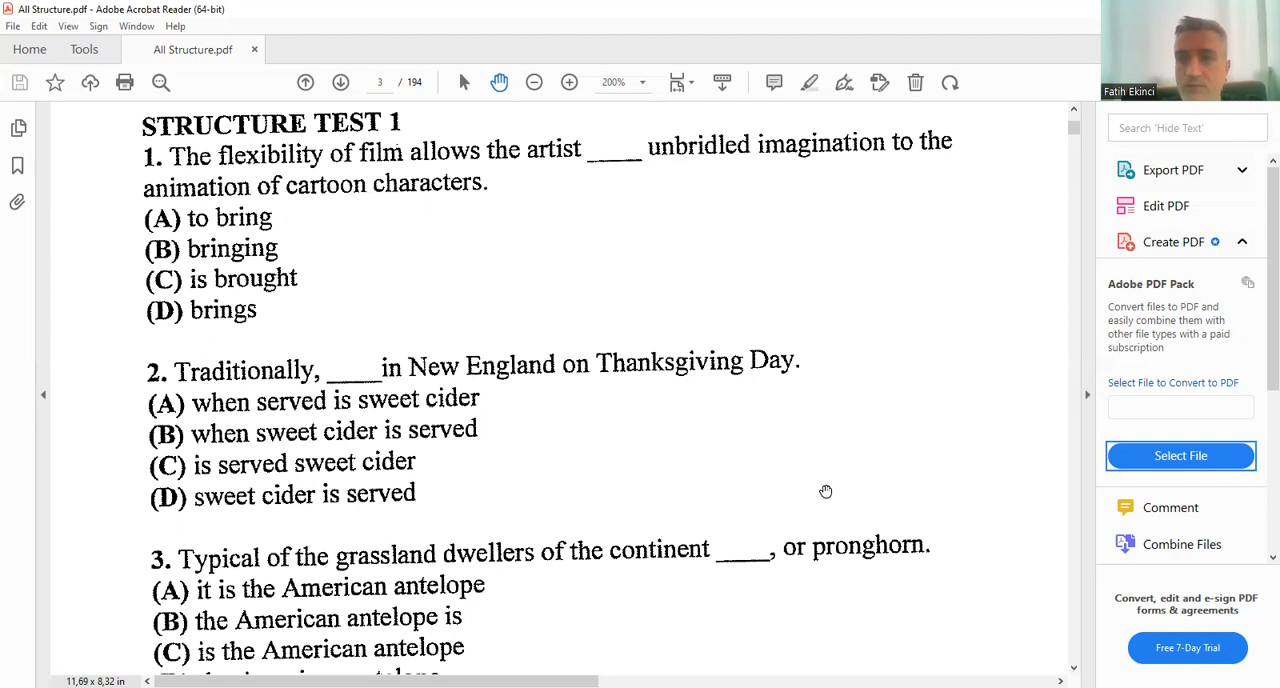 All Structure.pdf - Adobe Acrobat Reader (64-bit)
File Edit View Sign Window Help
Home Tools All Structure.pdf ×
3 / 194 200%
Fatih Ekinci
STRUCTURE TEST 1
1. The flexibility of film allows the artist ____ unbridled imagination to the
animation of cartoon characters.
(A) to bring
(B) bringing
(C) is brought
(D) brings
2. Traditionally, ____in New England on Thanksgiving Day.
(A) when served is sweet cider
(B) when sweet cider is served
(C) is served sweet cider
(D) sweet cider is served
3. Typical of the grassland dwellers of the continent ____, or pronghorn.
(A) it is the American antelope
(B) the American antelope is
(C) is the American antelope
11,69 x 8,32 in
Search 'Hide Text'
Export PDF
Edit PDF
Create PDF
Adobe PDF Pack
Convert files to PDF and
easily combine them with
other file types with a paid
subscription
Select File to Convert to PDF
Select File
Comment
Combine Files
Convert, edit and e-sign PDF
forms & agreements
Free 7-Day Trial